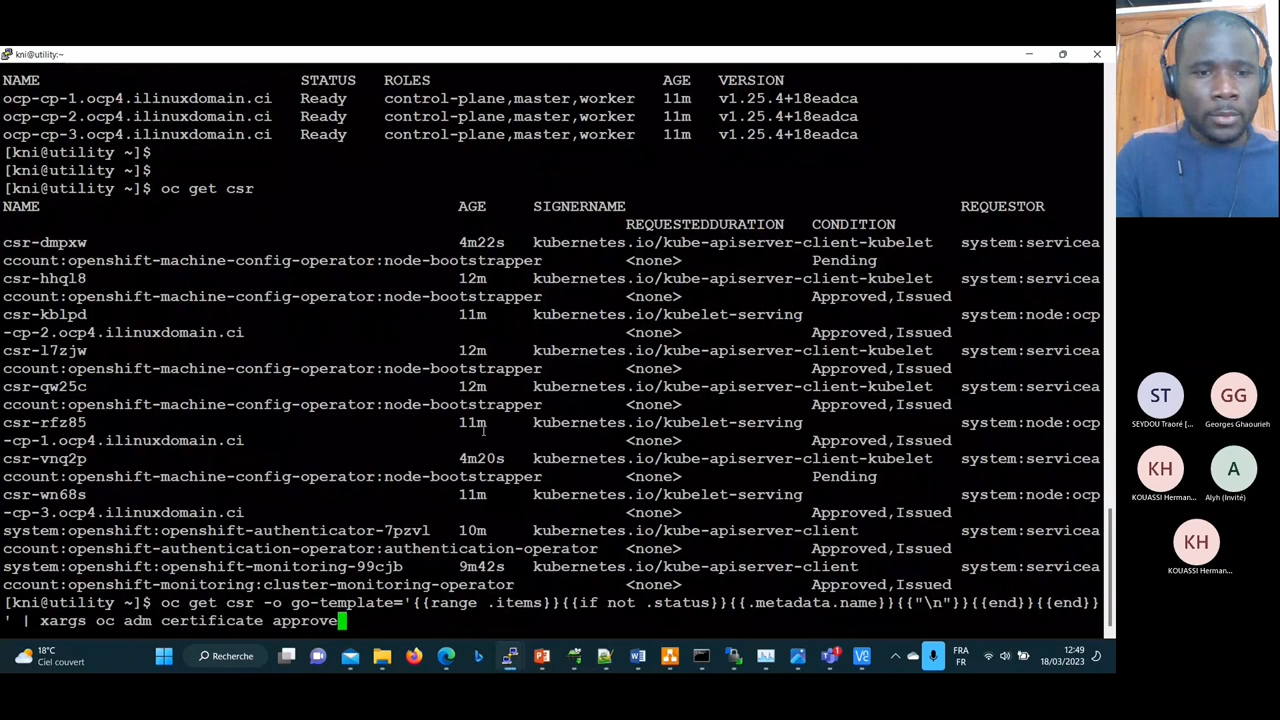 kni@utility:~
NAME STATUS ROLES AGE VERSION
ocp-cp-1.ocp4.ilinuxdomain.ci Ready control-plane,master,worker 11m v1.25.4+18eadca
ocp-cp-2.ocp4.ilinuxdomain.ci Ready control-plane,master,worker 11m v1.25.4+18eadca
ocp-cp-3.ocp4.ilinuxdomain.ci Ready control-plane,master,worker 11m v1.25.4+18eadca
[kni@utility ~]$
[kni@utility ~]$
[kni@utility ~]$ oc get csr
NAME AGE SIGNERNAME REQUESTOR
REQUESTEDDURATION CONDITION
csr-dmpxw 4m22s kubernetes.io/kube-apiserver-client-kubelet system:servicea
ccount:openshift-machine-config-operator:node-bootstrapper <none> Pending
csr-hhql8 12m kubernetes.io/kube-apiserver-client-kubelet system:servicea
ccount:openshift-machine-config-operator:node-bootstrapper <none> Approved,Issued
csr-kblpd 11m kubernetes.io/kubelet-serving system:node:ocp
-cp-2.ocp4.ilinuxdomain.ci <none> Approved,Issued
csr-l7zjw 12m kubernetes.io/kube-apiserver-client-kubelet system:servicea
ccount:openshift-machine-config-operator:node-bootstrapper <none> Approved,Issued
csr-qw25c 12m kubernetes.io/kube-apiserver-client-kubelet system:servicea
ccount:openshift-machine-config-operator:node-bootstrapper <none> Approved,Issued
csr-rfz85 11m kubernetes.io/kubelet-serving system:node:ocp
-cp-1.ocp4.ilinuxdomain.ci <none> Approved,Issued
csr-vnq2p 4m20s kubernetes.io/kube-apiserver-client-kubelet system:servicea
ccount:openshift-machine-config-operator:node-bootstrapper <none> Pending
csr-wn68s 11m kubernetes.io/kubelet-serving system:node:ocp
-cp-3.ocp4.ilinuxdomain.ci <none> Approved,Issued
system:openshift:openshift-authenticator-7pzvl 10m kubernetes.io/kube-apiserver-client system:servicea
ccount:openshift-authentication-operator:authentication-operator <none> Approved,Issued
system:openshift:openshift-monitoring-99cjb 9m42s kubernetes.io/kube-apiserver-client system:servicea
ccount:openshift-monitoring:cluster-monitoring-operator <none> Approved,Issued
[kni@utility ~]$ oc get csr -o go-template='{{range .items}}{{if not .status}}{{.metadata.name}}{{"\n"}}{{end}}{{end}}
' | xargs oc adm certificate approve
ST GG
SEYDOU Traoré [... Georges Ghaourieh
KH A
KOUASSI Herman... Alyh (Invité)
KH
KOUASSI Herman...
18°C
Ciel couvert
Recherche
FRA
FR
12:49
18/03/2023